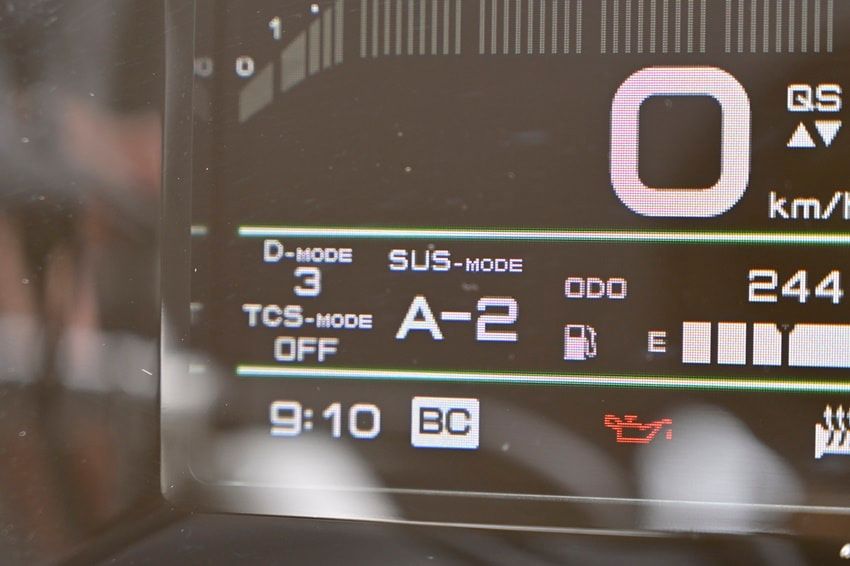 1
0
0
QS
km/h
D-MODE
3
SUS-MODE
A-2
TCS-MODE
OFF
ODO
244
E
9:10
BC